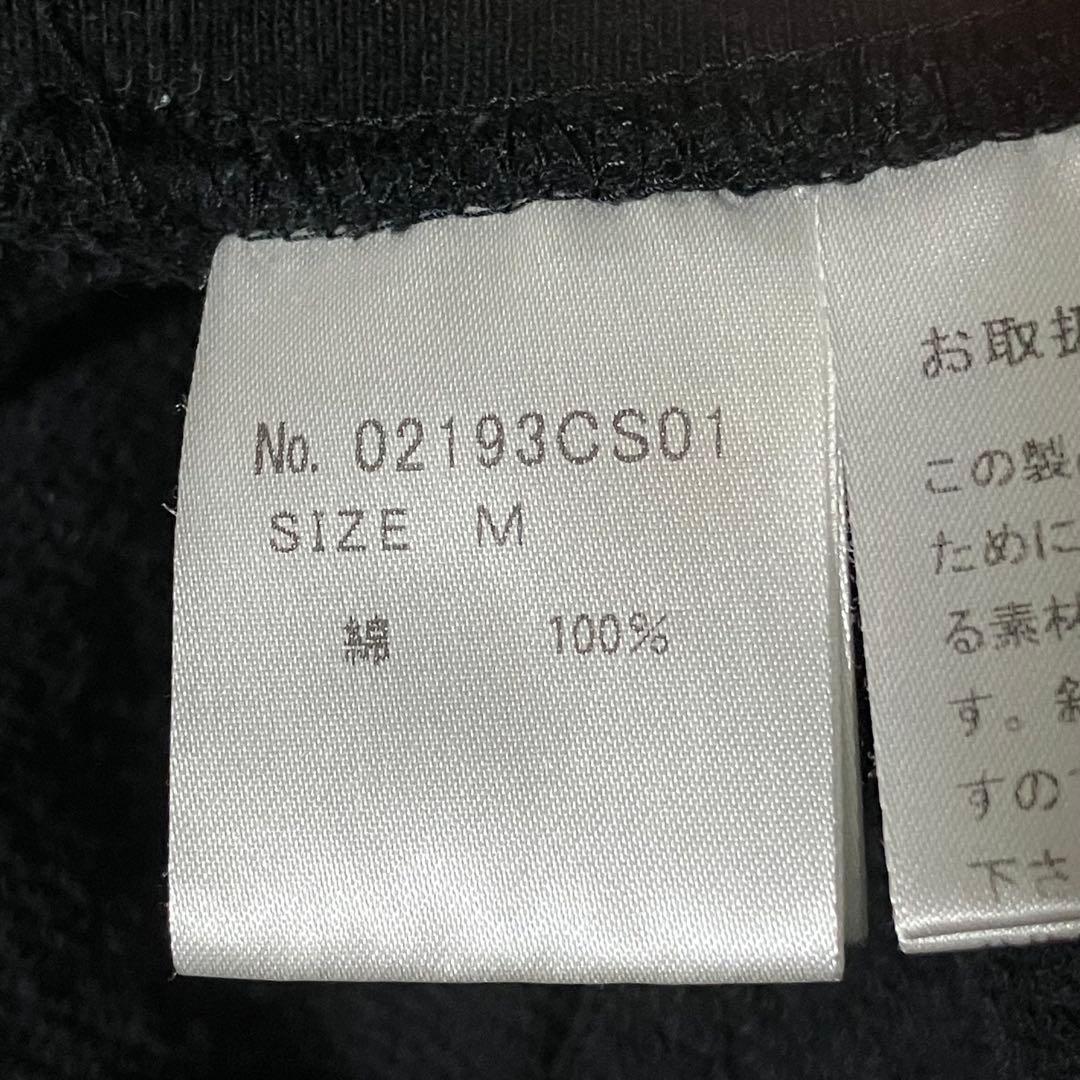 No. 02193CS01
SIZE M
綿 100%
お取扱
この製
ために
る素材
す。
すの
下さ